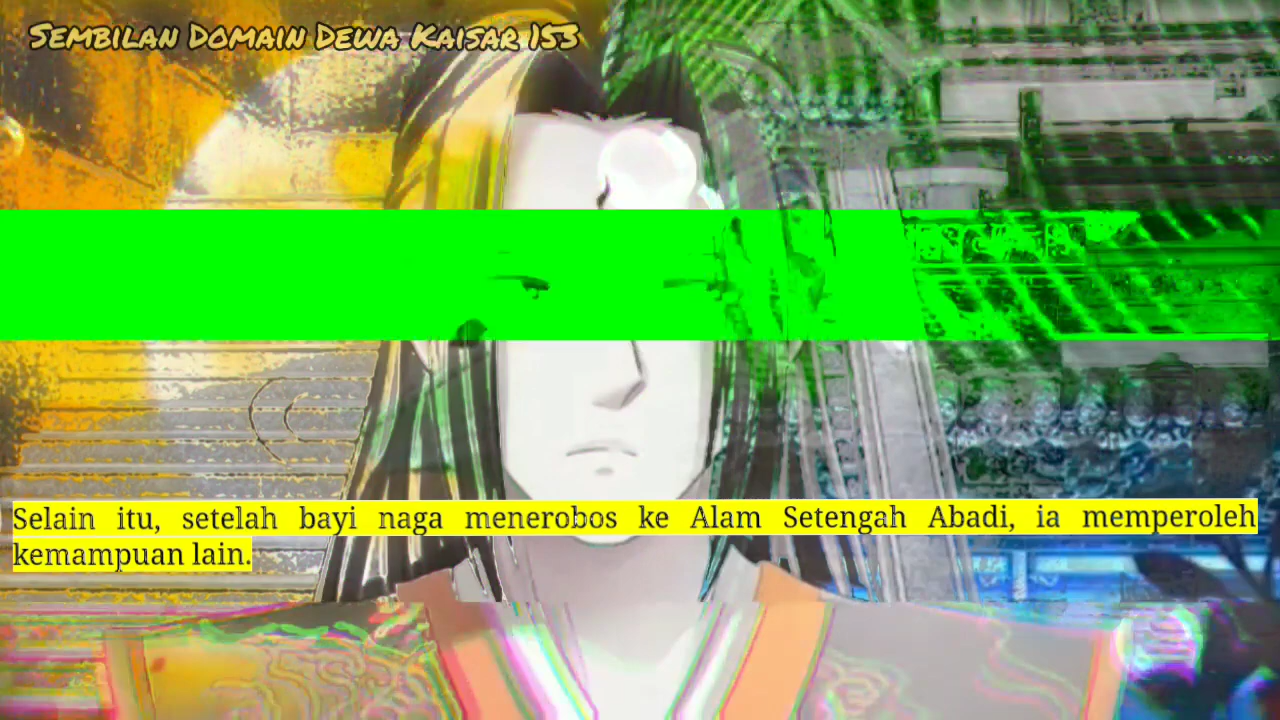 Sembilan Domain Dewa Kaisar 153
Selain itu, setelah bayi naga menerobos ke Alam Setengah Abadi, ia memperoleh
kemampuan lain.